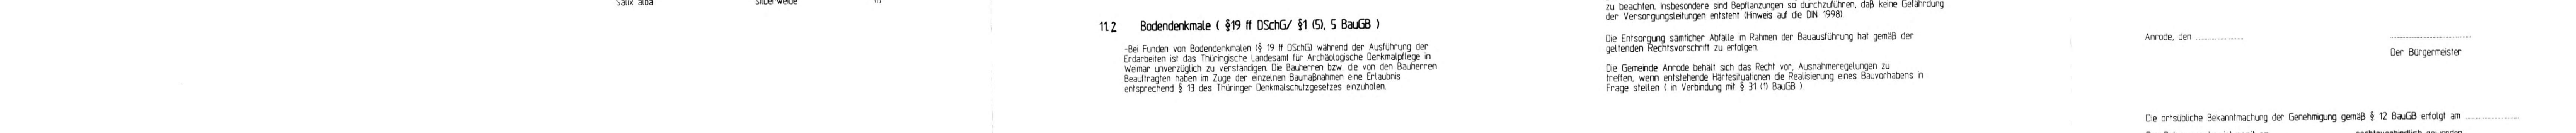 Salix alba Silberweide
11.2 Bodendenkmale ( §19 ff DSchG/ §1 (5), 5 BauGB )
-Bei Funden von Bodendenkmalen (§ 19 ff DSchG) während der Ausführung der
Erdarbeiten ist das Thüringische Landesamt für Archäologische Denkmalpflege in
Weimar unverzüglich zu verständigen. Die Bauherren bzw. die von den Bauherren
Beauftragten haben im Zuge der einzelnen Baumaßnahmen eine Erlaubnis
entsprechend § 13 des Thüringer Denkmalschutzgesetzes einzuholen.
zu beachten. Insbesondere sind Bepflanzungen so durchzuführen, daß keine Gefährdung
der Versorgungsleitungen entsteht (Hinweis auf die DIN 1998).
Die Entsorgung sämtlicher Abfälle im Rahmen der Bauausführung hat gemäß der
geltenden Rechtsvorschrift zu erfolgen.
Die Gemeinde Anrode behält sich das Recht vor, Ausnahmeregelungen zu
treffen, wenn entstehende Härtesituationen die Realisierung eines Bauvorhabens in
Frage stellen ( in Verbindung mit § 31 (1) BauGB ).
Anrode, den
Der Bürgermeister
Die ortsübliche Bekanntmachung der Genehmigung gemäß § 12 BauGB erfolgt am